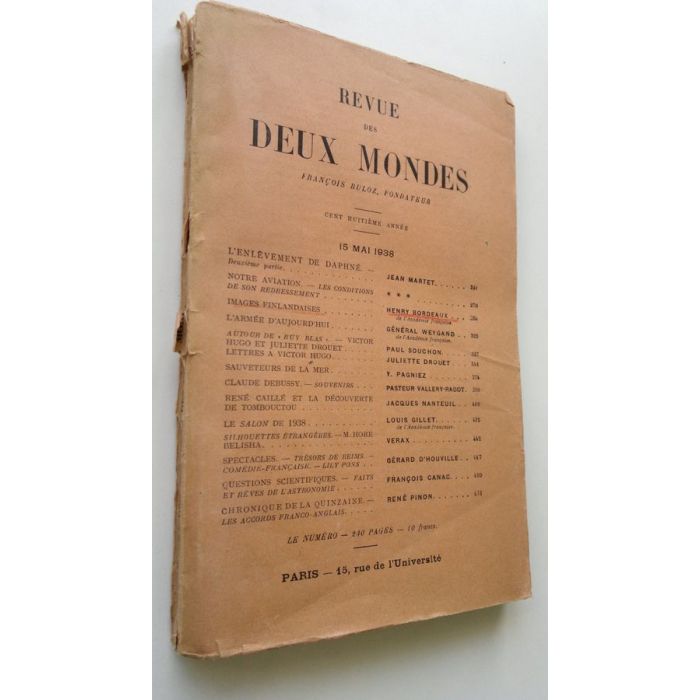 REVUE
DES
DEUX MONDES
FRANÇOIS BULOZ, FONDATEUR
CENT HUITIÈME ANNÉE
15 MAI 1938
L'ENLÈVEMENT DE DAPHNÉ. —
Deuxième partie. JEAN MARTET. 241
NOTRE AVIATION. — LES CONDITIONS
DE SON REDRESSEMENT * * *
IMAGES FINLANDAISES HENRY BORDEAUX
de l'Académie française.
L'ARMÉE D'AUJOURD'HUI GÉNÉRAL WEYGAND
de l'Académie française.
AUTOUR DE « RUY BLAS ». — VICTOR
HUGO ET JULIETTE DROUET PAUL SOUCHON.
LETTRES A VICTOR HUGO. JULIETTE DROUET
SAUVETEURS DE LA MER Y. PAGNIEZ
CLAUDE DEBUSSY. — SOUVENIRS PASTEUR VALLERY-RADOT.
RENÉ CAILLÉ ET LA DÉCOUVERTE
DE TOMBOUCTOU JACQUES NANTEUIL
LE SALON DE 1938 LOUIS GILLET.
de l'Académie française.
SILHOUETTES ÉTRANGÈRES. — M. HORE
BELISHA. VERAX
SPECTACLES. — TRÉSORS DE REIMS. —
COMÉDIE-FRANÇAISE. — LILY PONS GÉRARD D'HOUVILLE
QUESTIONS SCIENTIFIQUES. — FAITS
ET RÊVES DE L'ASTRONOMIE FRANÇOIS CANAC.
CHRONIQUE DE LA QUINZAINE. —
LES ACCORDS FRANCO-ANGLAIS. RENÉ PINON.
LE NUMÉRO — 240 PAGES — 10 francs.
PARIS — 15, rue de l'Université